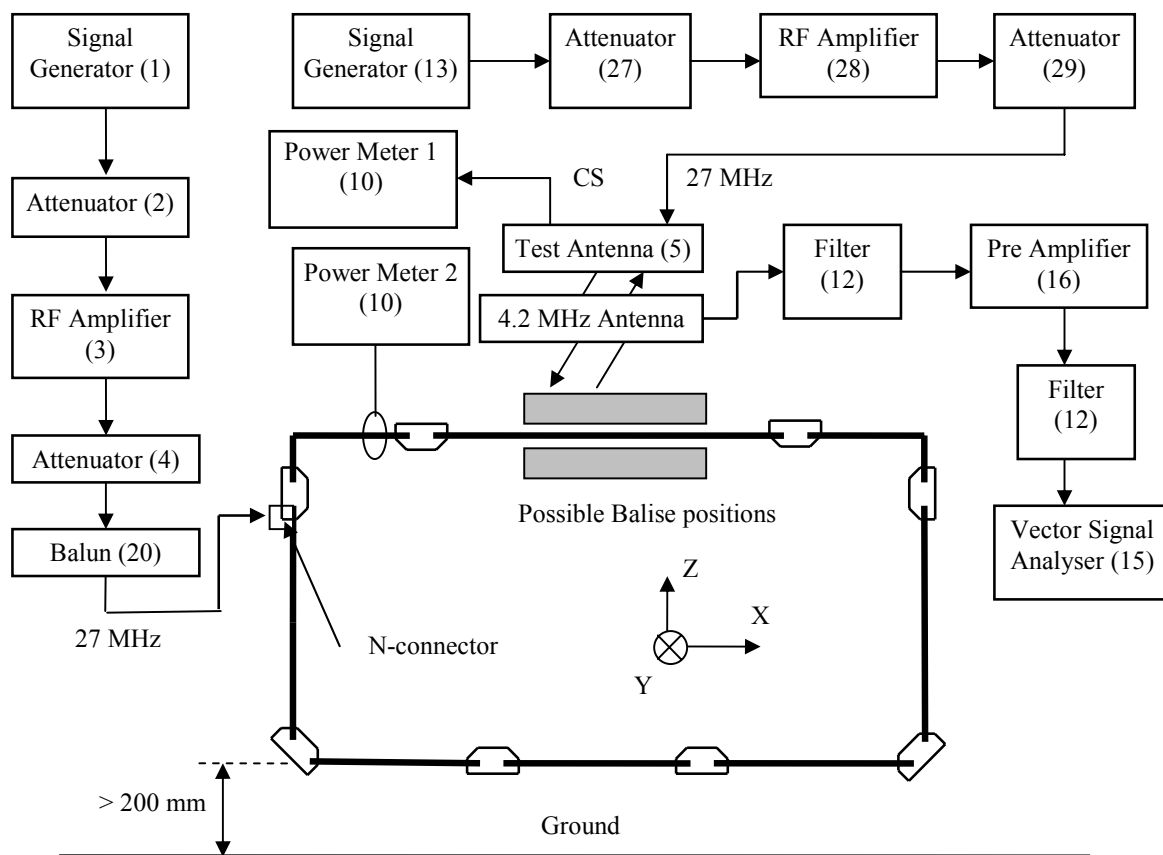 Signal
Generator (1)
Signal
Generator (13)
Attenuator
(27)
RF Amplifier
(28)
Attenuator
(29)
Power Meter 1
(10)
CS
27 MHz
Attenuator (2)
Test Antenna (5)
Filter
(12)
Pre Amplifier
(16)
Power Meter 2
(10)
4.2 MHz Antenna
RF Amplifier
(3)
Filter
(12)
Attenuator (4)
Possible Balise positions
Vector Signal
Analyser (15)
Balun (20)
27 MHz
N-connector
Z
X
Y
> 200 mm
Ground